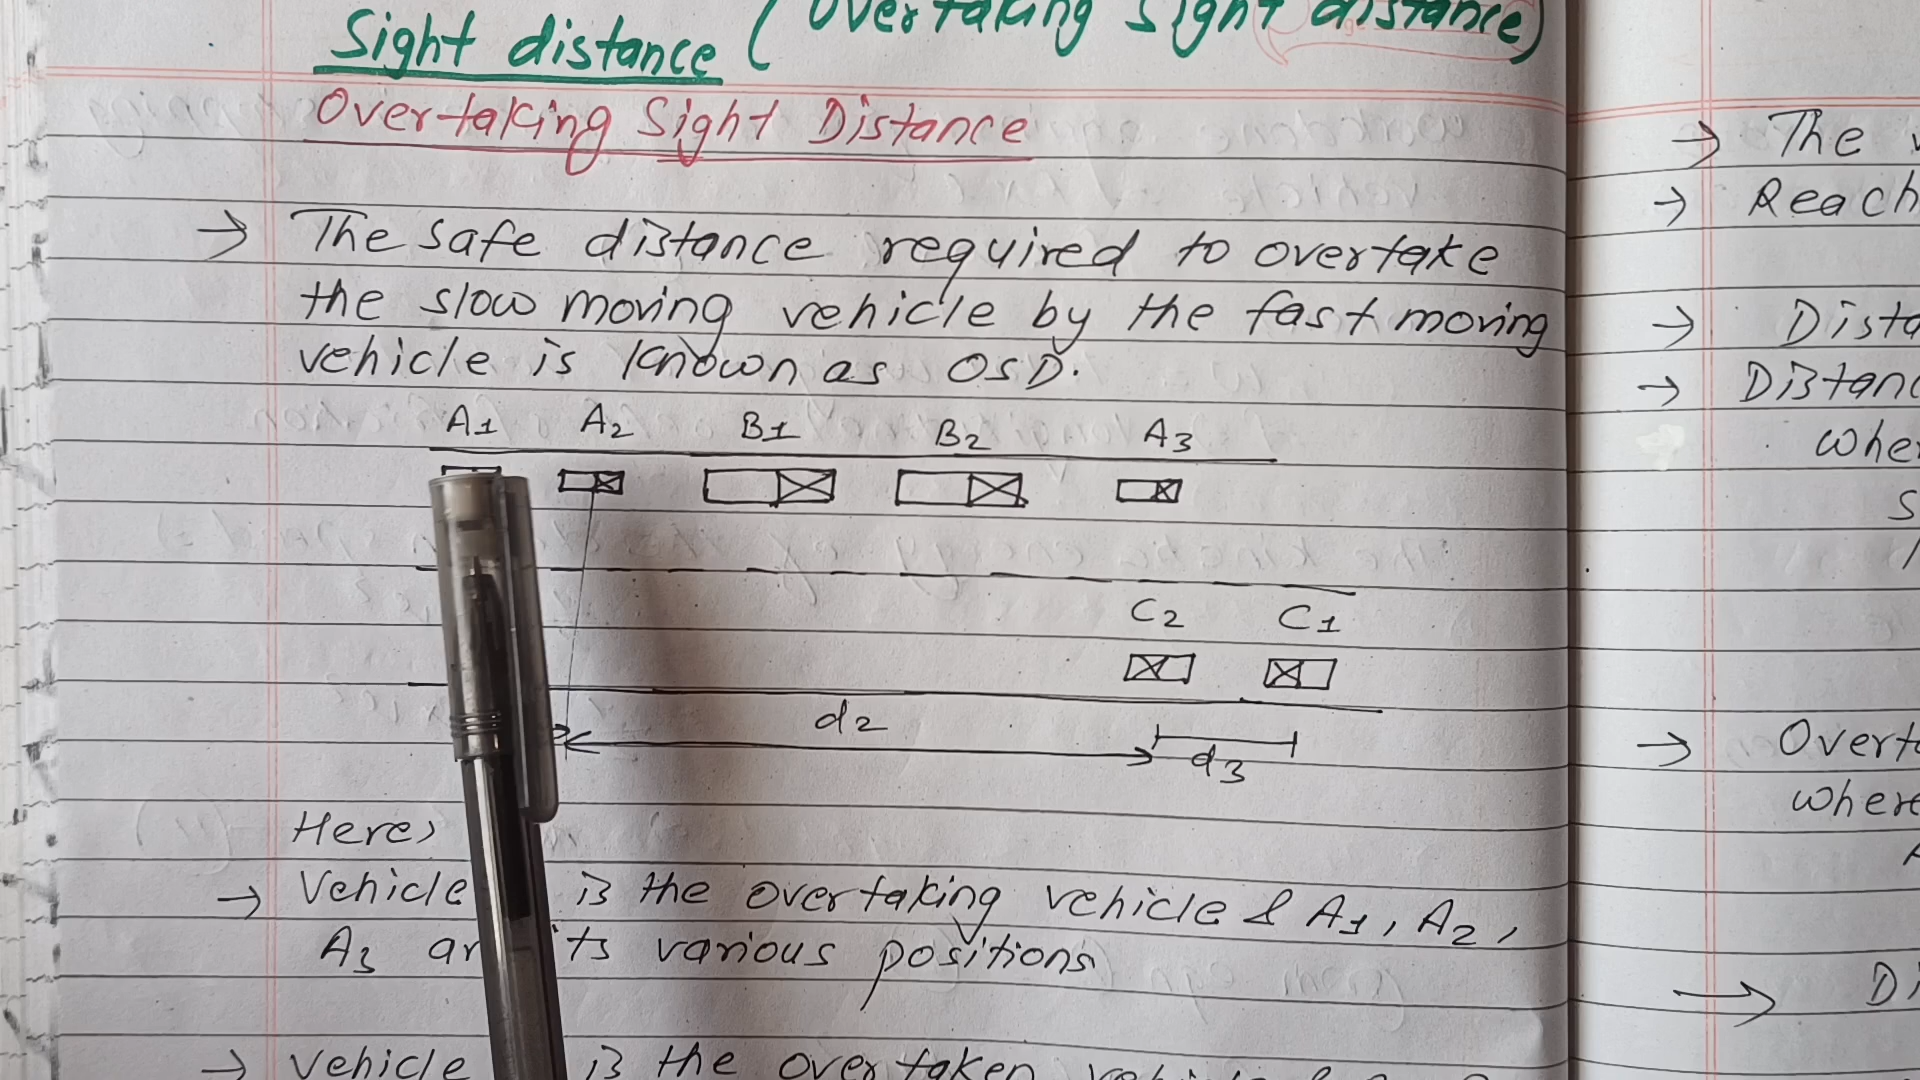 Sight distance (Overtaking Sight distance)
Overtaking Sight Distance
→ The safe distance required to overtake
the slow moving vehicle by the fast moving
vehicle is known as OSD.
A1 A2 B1 B2 A3
C2 C1
d2
d3
Here,
→ Vehicle is the overtaking vehicle & A1, A2,
A3 its various positions
→ Vehicle is the overtaken
→ The
→ Reach
→ Dista
→ Distanc
whe
S
→ Overta
where
→ Di